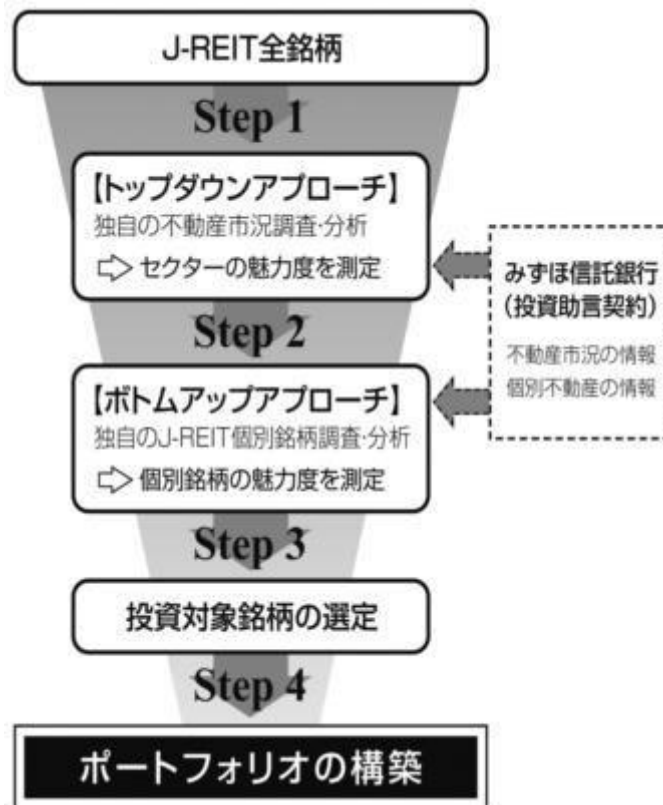 J-REIT全銘柄
Step 1
【トップダウンアプローチ】
独自の不動産市況調査・分析
⇨ セクターの魅力度を測定
Step 2
【ボトムアップアプローチ】
独自のJ-REIT個別銘柄調査・分析
⇨ 個別銘柄の魅力度を測定
みずほ信託銀行
(投資助言契約)
不動産市況の情報
個別不動産の情報
Step 3
投資対象銘柄の選定
Step 4
ポートフォリオの構築